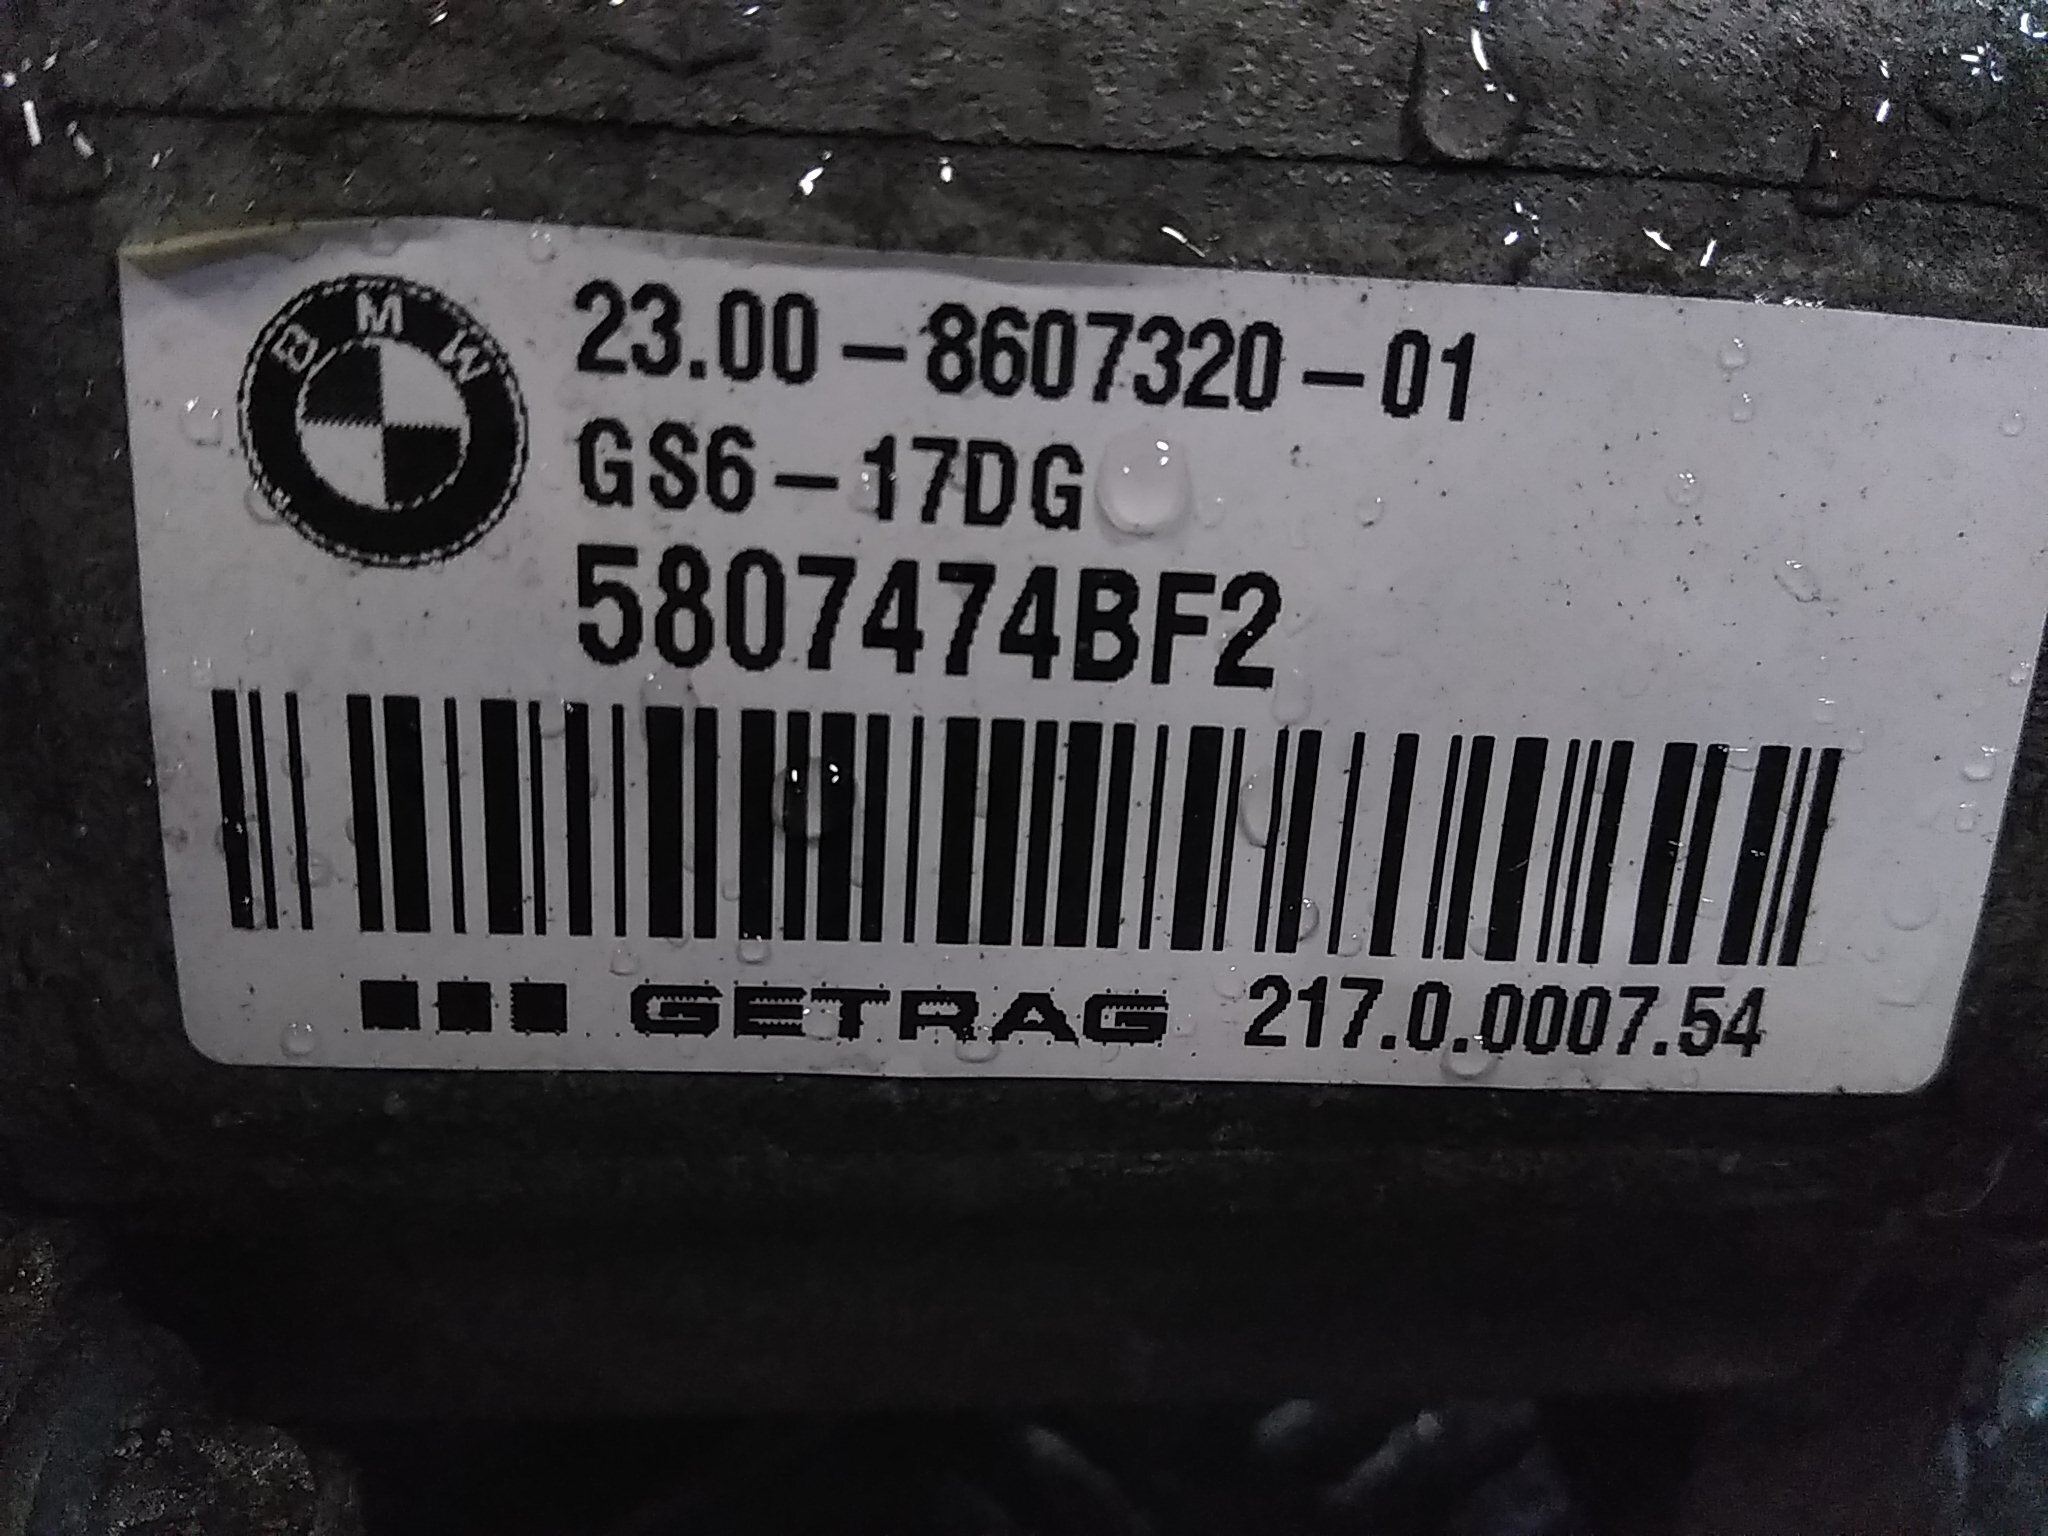 BMW
23.00-8607320-01
GS6-17DG
5807474BF2
GETRAG 217.0.0007.54